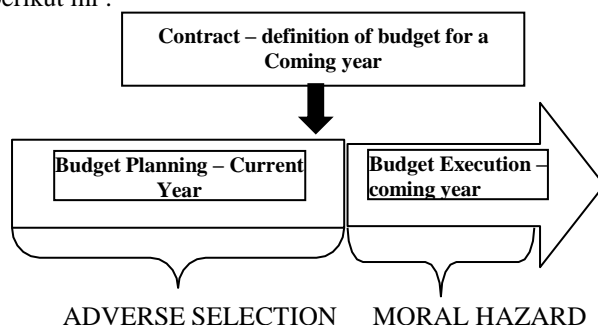 berikut ini :
Contract – definition of budget for a
Coming year
Budget Planning – Current
Year
Budget Execution –
coming year
ADVERSE SELECTION MORAL HAZARD